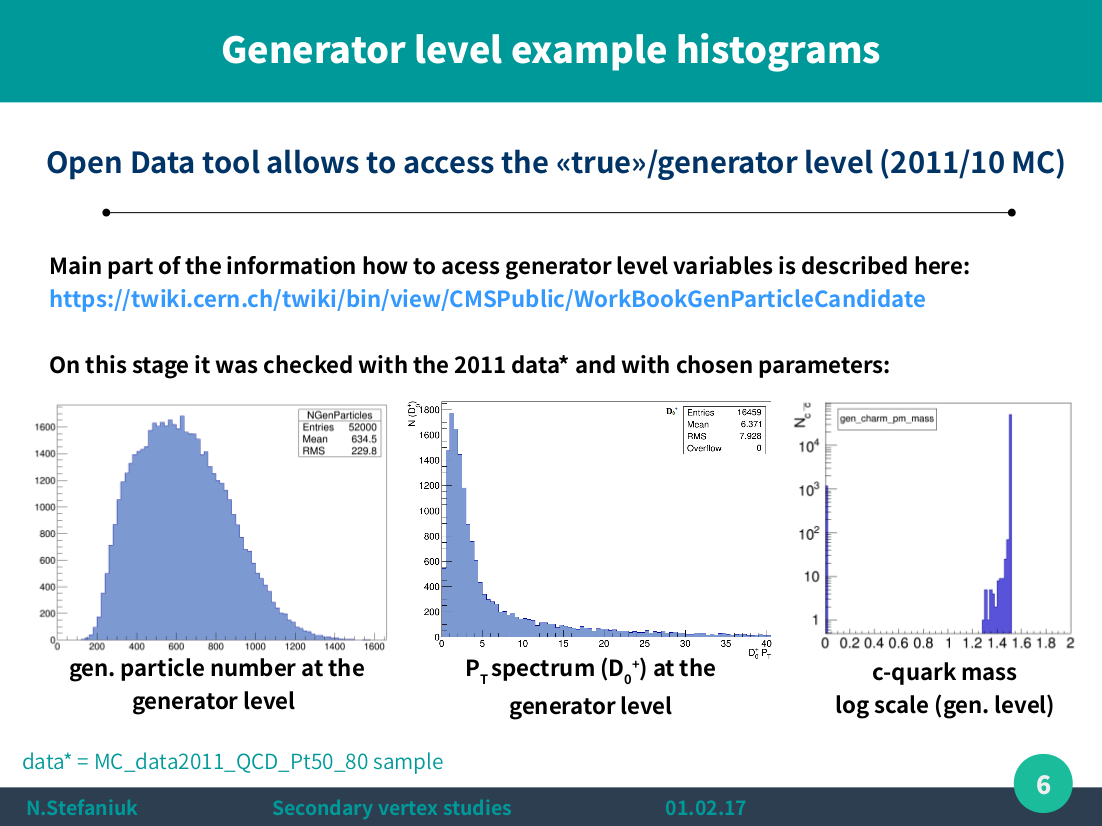 Generator level example histograms
Open Data tool allows to access the «true»/generator level (2011/10 MC)
Main part of the information how to acess generator level variables is described here:
https://twiki.cern.ch/twiki/bin/view/CMSPublic/WorkBookGenParticleCandidate
On this stage it was checked with the 2011 data* and with chosen parameters:
NGenParticles
Entries 52000
Mean 634.5
RMS 229.8
1600
1400
1200
1000
800
600
400
200
0
0 200 400 600 800 1000 1200 1400 1600
gen. particle number at the
generator level
N (D0+)
D0+
Entries 16459
Mean 6.371
RMS 7.928
Overflow 0
1800
1600
1400
1200
1000
800
600
400
200
0
0 5 10 15 20 25 30 35 40
D0+ PT
PT spectrum (D0+) at the
generator level
gen_charm_pm_mass
10^4
10^3
10^2
10
1
0 0.2 0.4 0.6 0.8 1 1.2 1.4 1.6 1.8 2
c-quark mass
log scale (gen. level)
data* = MC_data2011_QCD_Pt50_80 sample
N.Stefaniuk Secondary vertex studies 01.02.17
6